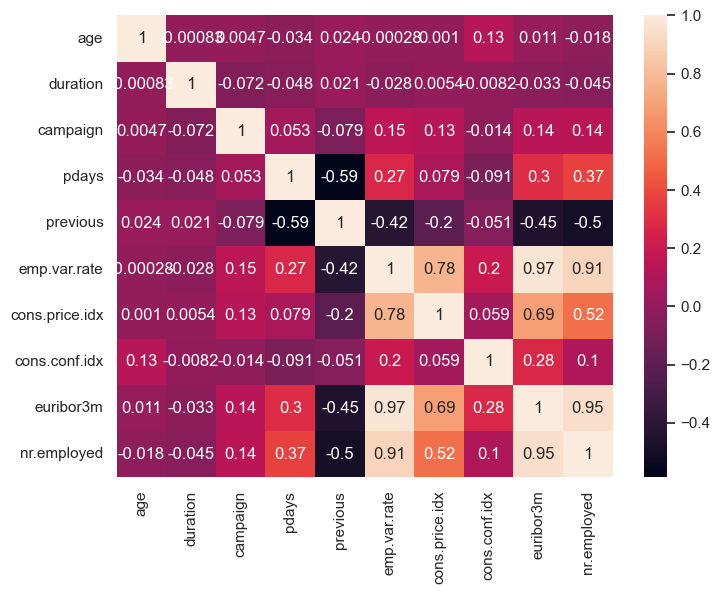 age 1 -0.00083 0.0047 -0.034 0.024 -0.00028 0.001 0.13 0.011 -0.018
duration 0.00083 1 -0.072 -0.048 0.021 -0.028 0.0054 -0.0082 -0.033 -0.045
campaign 0.0047 -0.072 1 0.053 -0.079 0.15 0.13 -0.014 0.14 0.14
pdays -0.034 -0.048 0.053 1 -0.59 0.27 0.079 -0.091 0.3 0.37
previous 0.024 0.021 -0.079 -0.59 1 -0.42 -0.2 -0.051 -0.45 -0.5
emp.var.rate 0.00028 -0.028 0.15 0.27 -0.42 1 0.78 0.2 0.97 0.91
cons.price.idx 0.001 0.0054 0.13 0.079 -0.2 0.78 1 0.059 0.69 0.52
cons.conf.idx 0.13 -0.0082 -0.014 -0.091 -0.051 0.2 0.059 1 0.28 0.1
euribor3m 0.011 -0.033 0.14 0.3 -0.45 0.97 0.69 0.28 1 0.95
nr.employed -0.018 -0.045 0.14 0.37 -0.5 0.91 0.52 0.1 0.95 1
age
duration
campaign
pdays
previous
emp.var.rate
cons.price.idx
cons.conf.idx
euribor3m
nr.employed
1.0
0.8
0.6
0.4
0.2
0.0
−0.2
−0.4